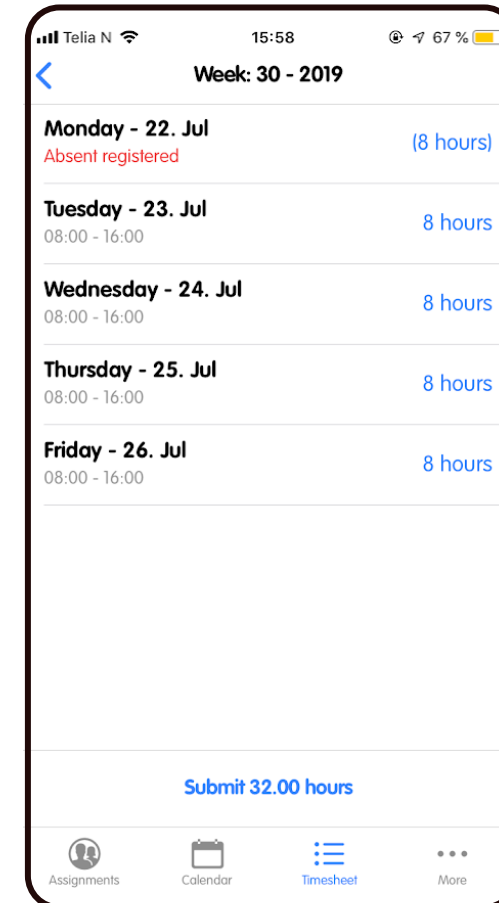 Telia N 15:58 67 %
Week: 30 - 2019
Monday - 22. Jul
Absent registered
(8 hours)
Tuesday - 23. Jul
08:00 - 16:00
8 hours
Wednesday - 24. Jul
08:00 - 16:00
8 hours
Thursday - 25. Jul
08:00 - 16:00
8 hours
Friday - 26. Jul
08:00 - 16:00
8 hours
Submit 32.00 hours
Assignments Calendar Timesheet More